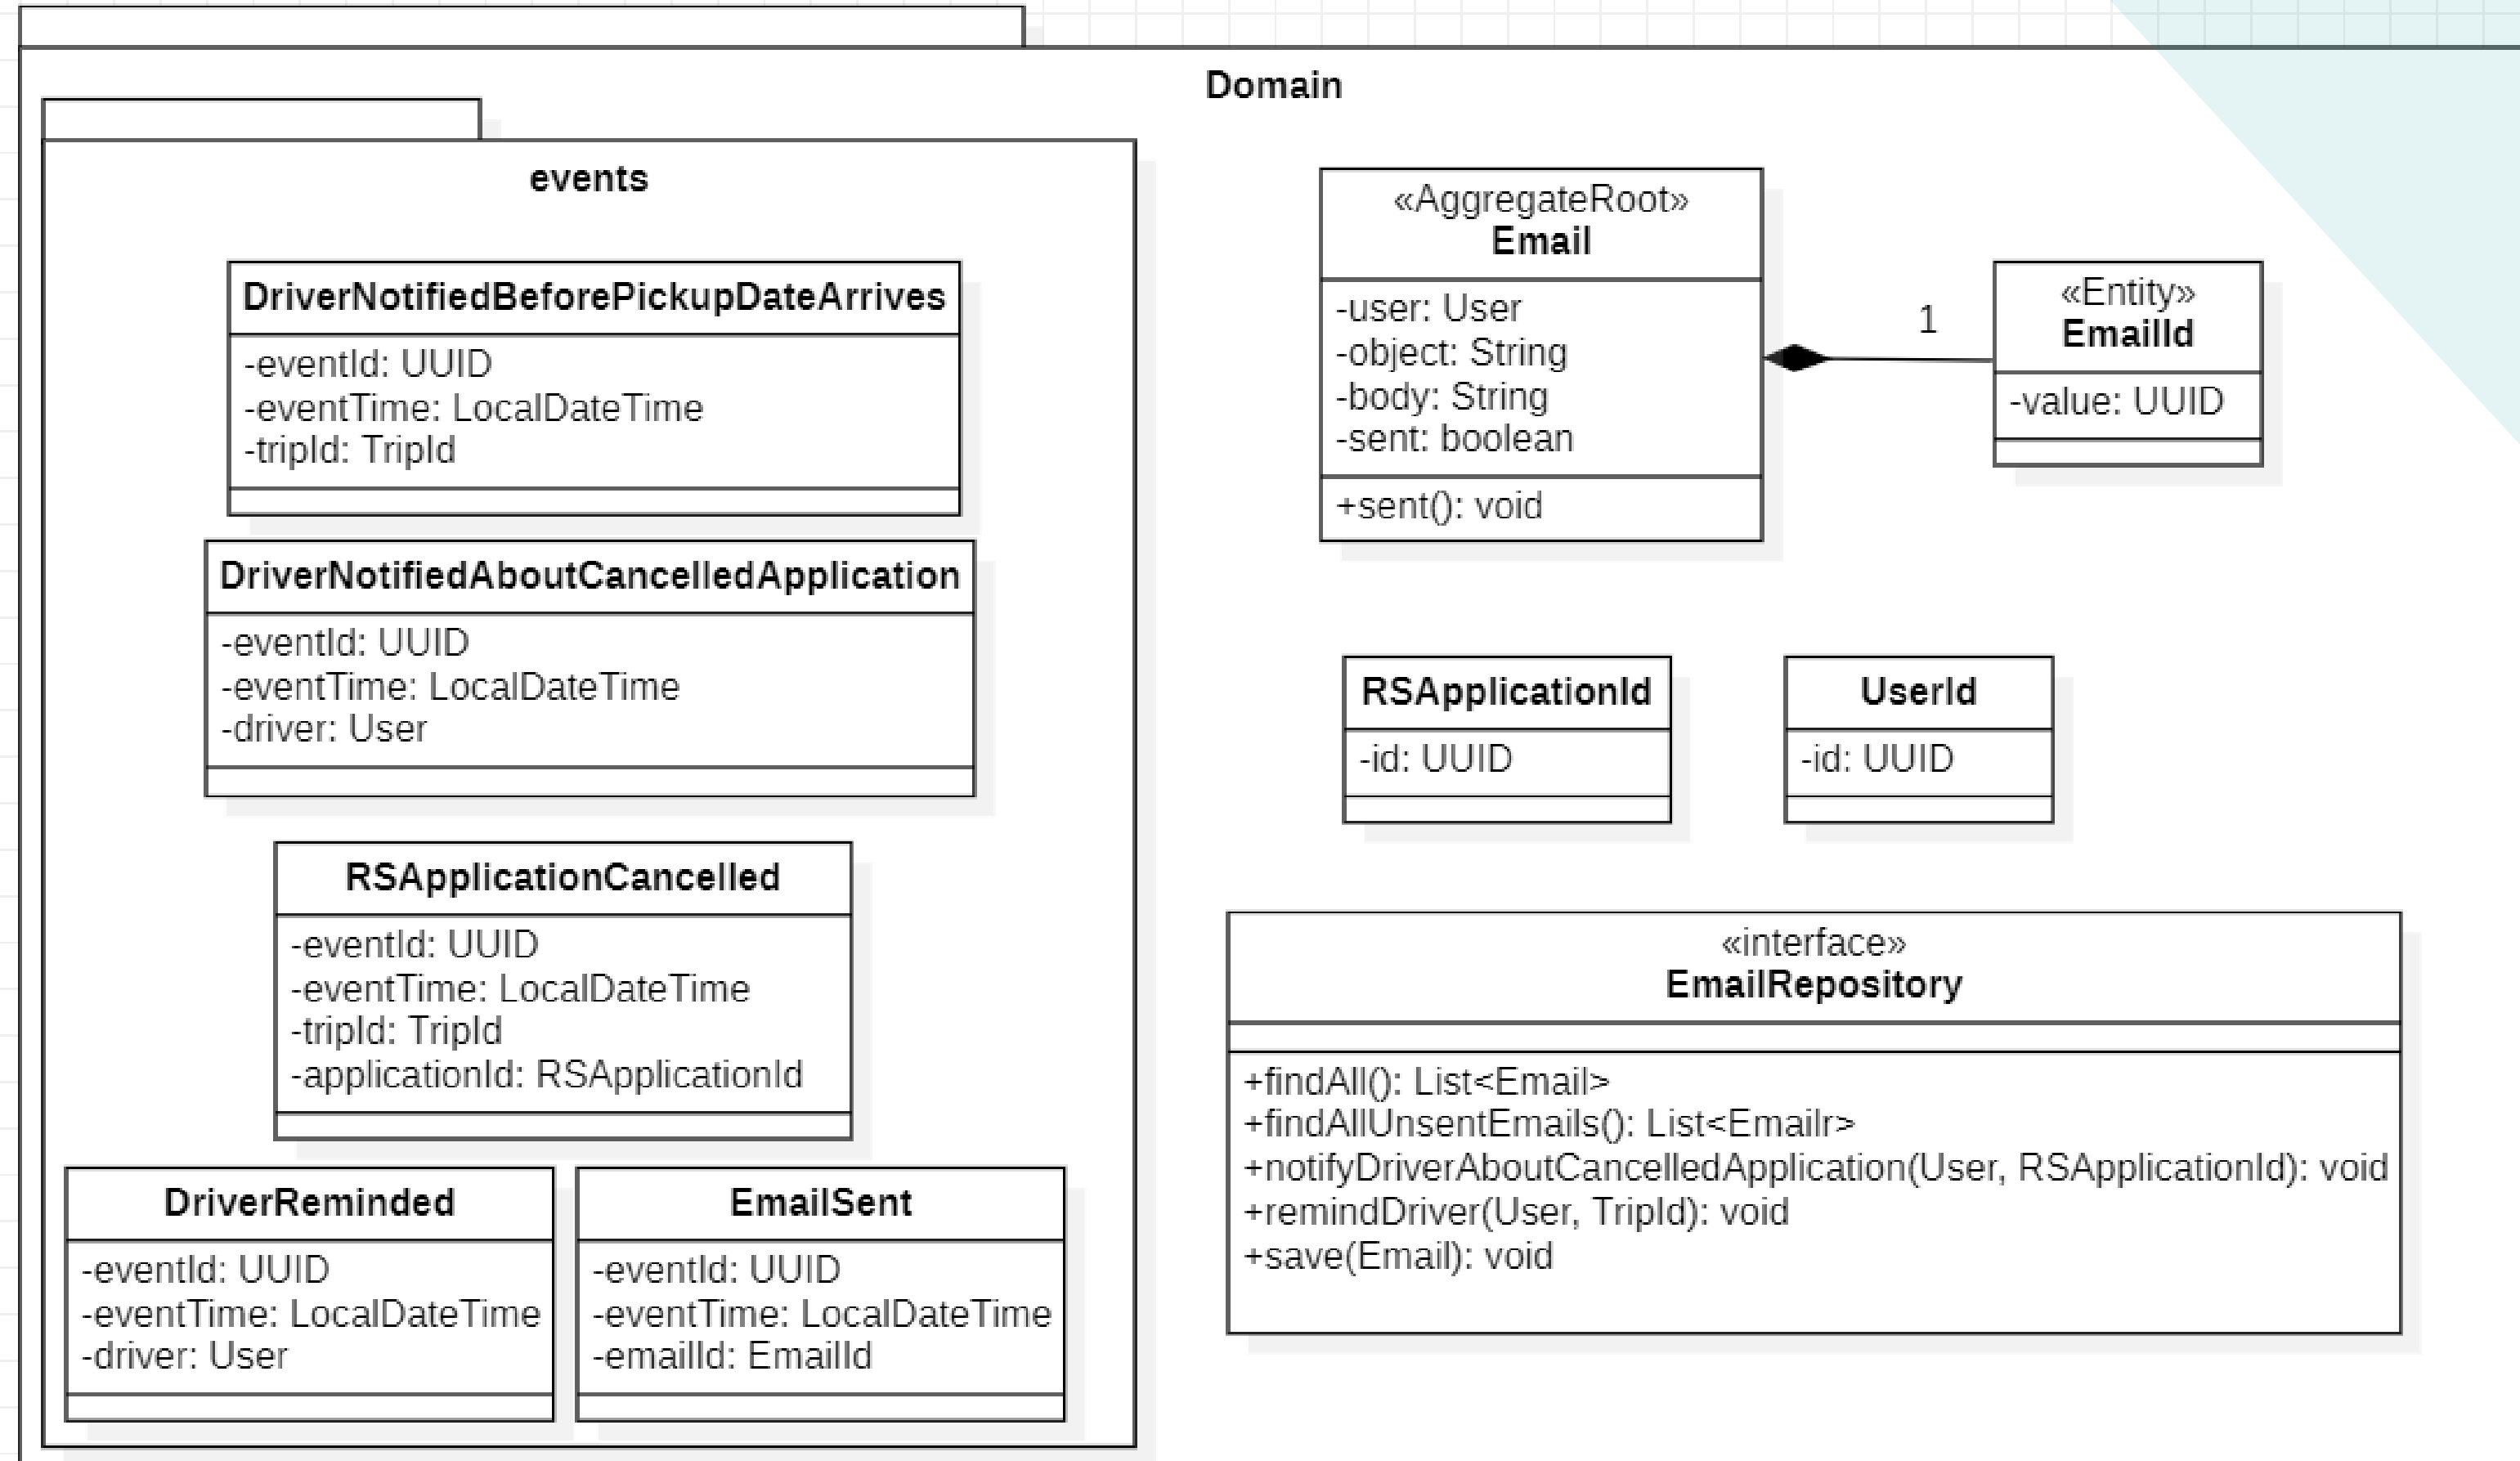 Domain
events
DriverNotifiedBeforePickupDateArrives
-eventId: UUID
-eventTime: LocalDateTime
-tripId: TripId
DriverNotifiedAboutCancelledApplication
-eventId: UUID
-eventTime: LocalDateTime
-driver: User
RSApplicationCancelled
-eventId: UUID
-eventTime: LocalDateTime
-tripId: TripId
-applicationId: RSApplicationId
DriverReminded
-eventId: UUID
-eventTime: LocalDateTime
-driver: User
EmailSent
-eventId: UUID
-eventTime: LocalDateTime
-emailId: EmailId
«AggregateRoot»
Email
-user: User
-object: String
-body: String
-sent: boolean
+sent(): void
1
«Entity»
EmailId
-value: UUID
RSApplicationId
-id: UUID
UserId
-id: UUID
«interface»
EmailRepository
+findAll(): List<Email>
+findAllUnsentEmails(): List<Emailr>
+notifyDriverAboutCancelledApplication(User, RSApplicationId): void
+remindDriver(User, TripId): void
+save(Email): void